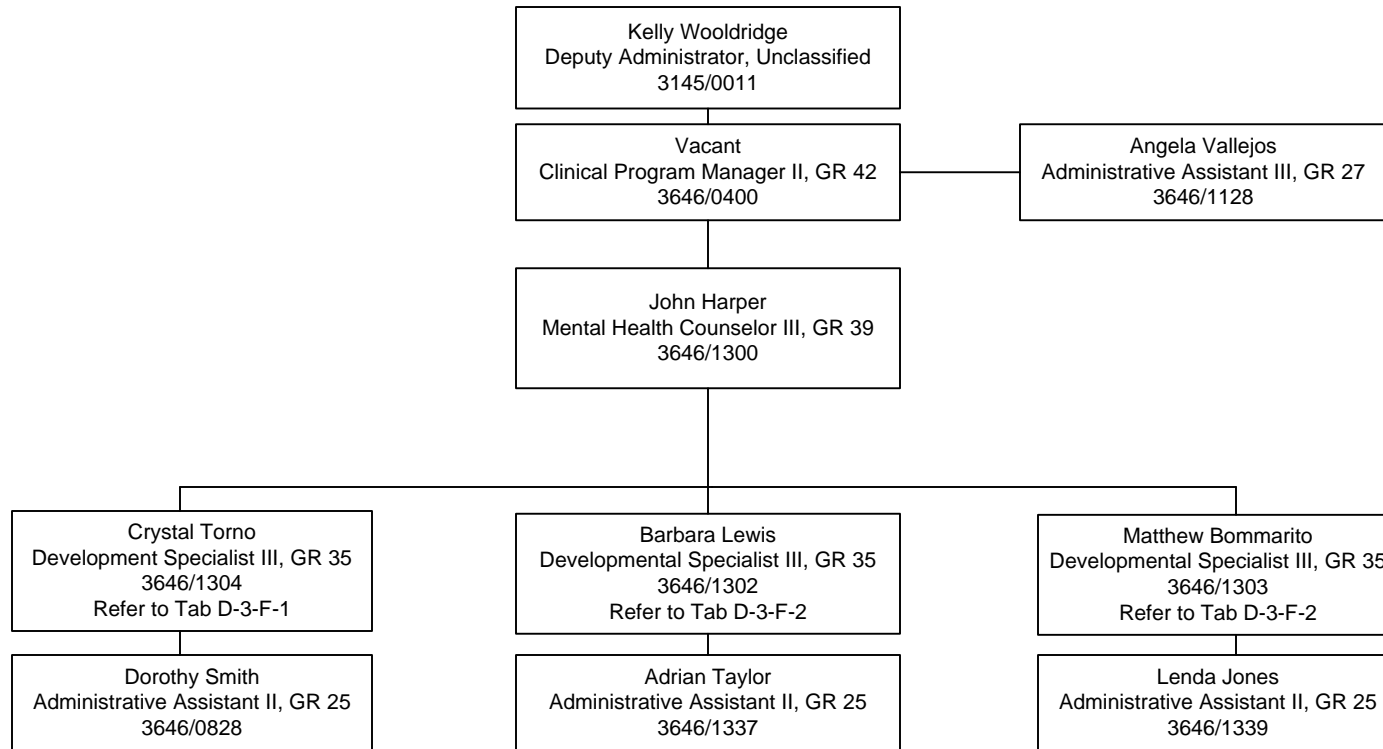 Kelly Wooldridge
Deputy Administrator, Unclassified
3145/0011
Vacant
Clinical Program Manager II, GR 42
3646/0400
Angela Vallejos
Administrative Assistant III, GR 27
3646/1128
John Harper
Mental Health Counselor III, GR 39
3646/1300
Crystal Torno
Development Specialist III, GR 35
3646/1304
Refer to Tab D-3-F-1
Barbara Lewis
Developmental Specialist III, GR 35
3646/1302
Refer to Tab D-3-F-2
Matthew Bommarito
Developmental Specialist III, GR 35
3646/1303
Refer to Tab D-3-F-2
Dorothy Smith
Administrative Assistant II, GR 25
3646/0828
Adrian Taylor
Administrative Assistant II, GR 25
3646/1337
Lenda Jones
Administrative Assistant II, GR 25
3646/1339